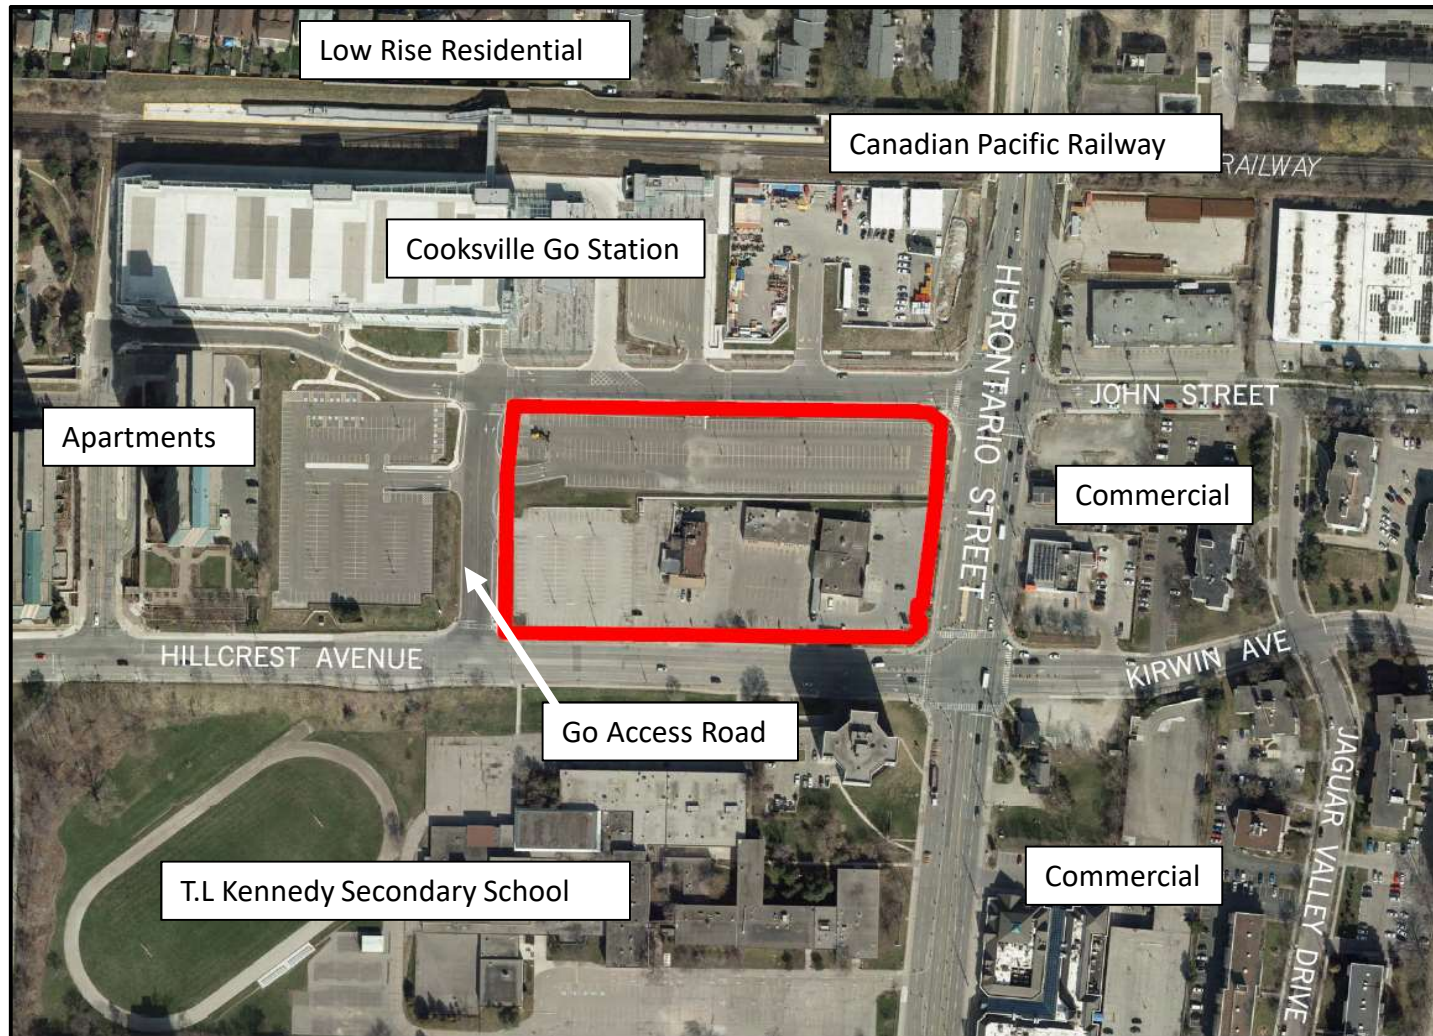 Low Rise Residential
Canadian Pacific Railway
RAILWAY
Cooksville Go Station
HURONTARIO STREET
JOHN STREET
Apartments
Commercial
HILLCREST AVENUE
KIRWIN AVE
Go Access Road
JAGUAR VALLEY DRIVE
T.L Kennedy Secondary School
Commercial